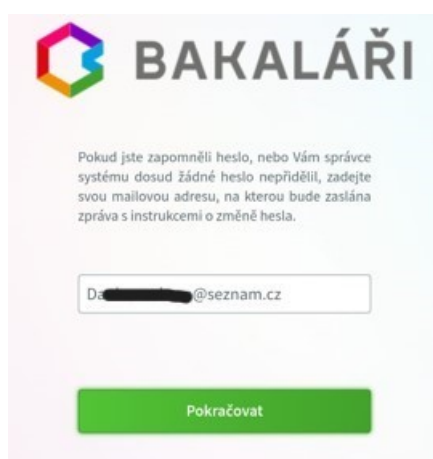 BAKALÁŘI
Pokud jste zapomněli heslo, nebo Vám správce
systému dosud žádné heslo nepřidělil, zadejte
svou mailovou adresu, na kterou bude zaslána
zpráva s instrukcemi o změně hesla.
@seznam.cz
Pokračovat